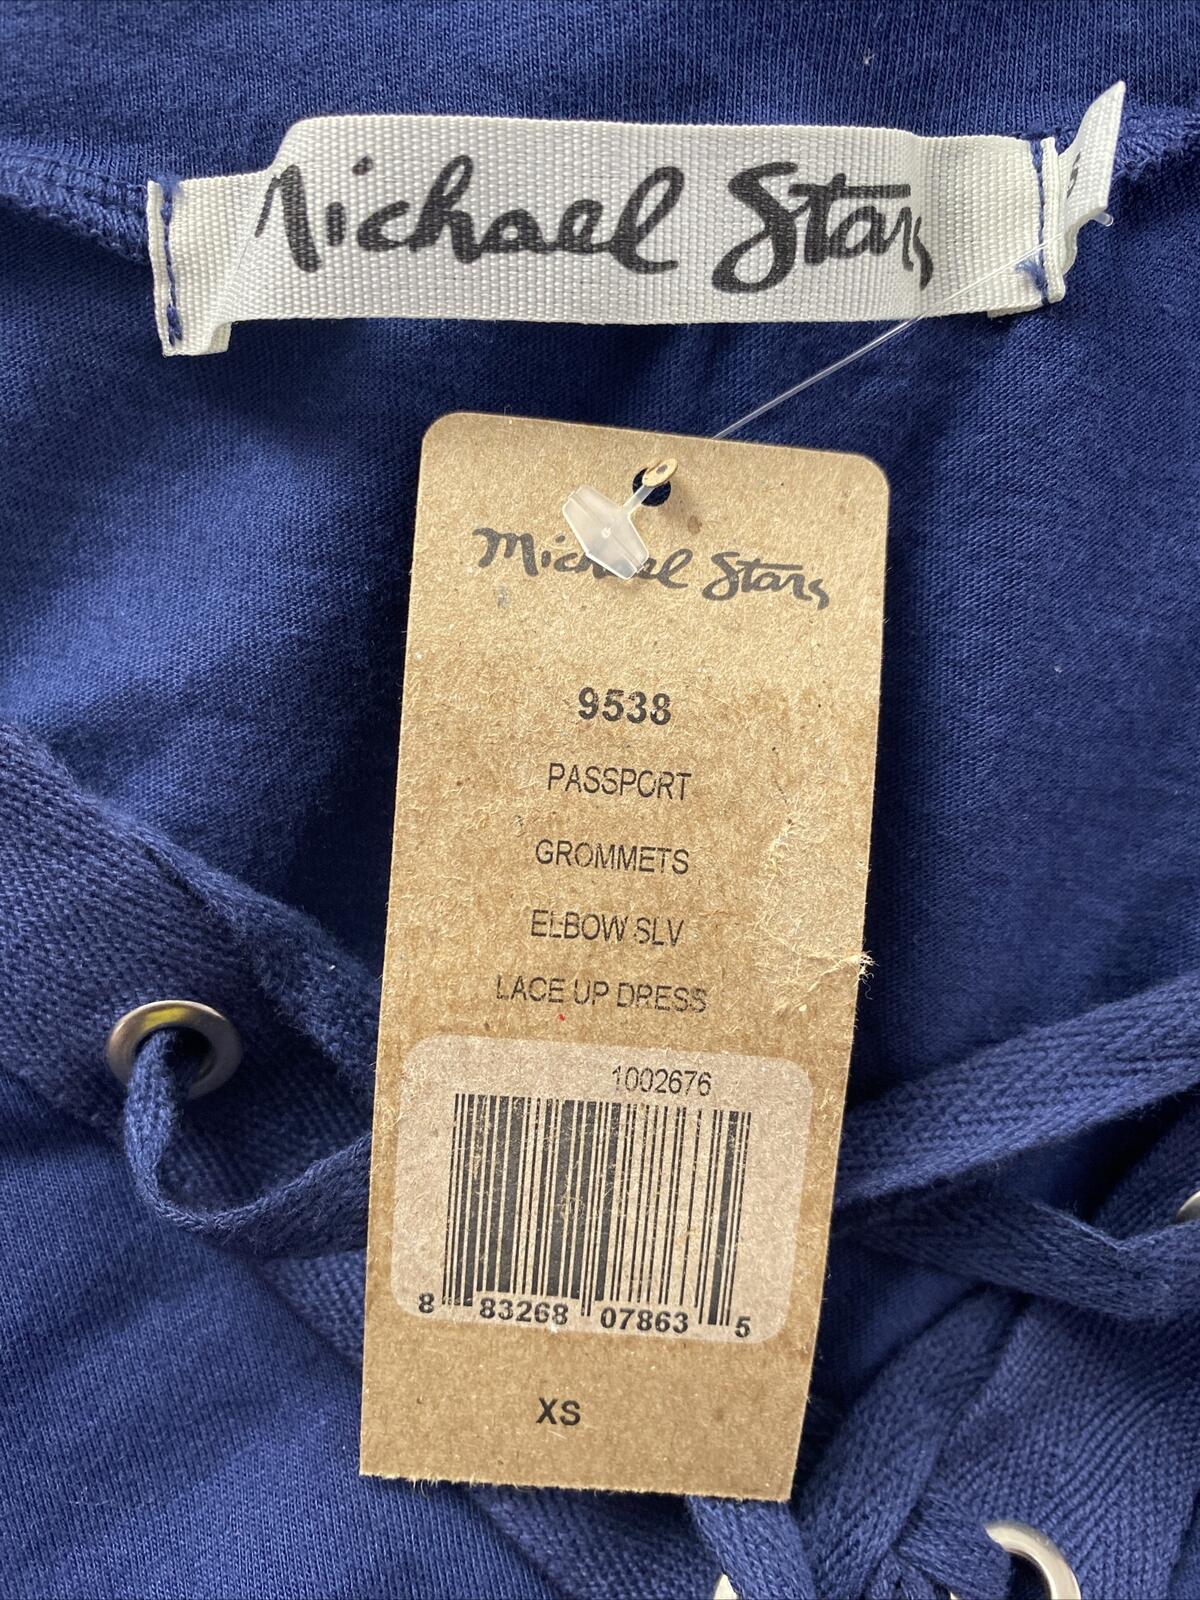 Michael Stars
S
Michael Stars
9538
PASSPORT
GROMMETS
ELBOW SLV
LACE UP DRESS
1002676
8 83268 07863 5
XS